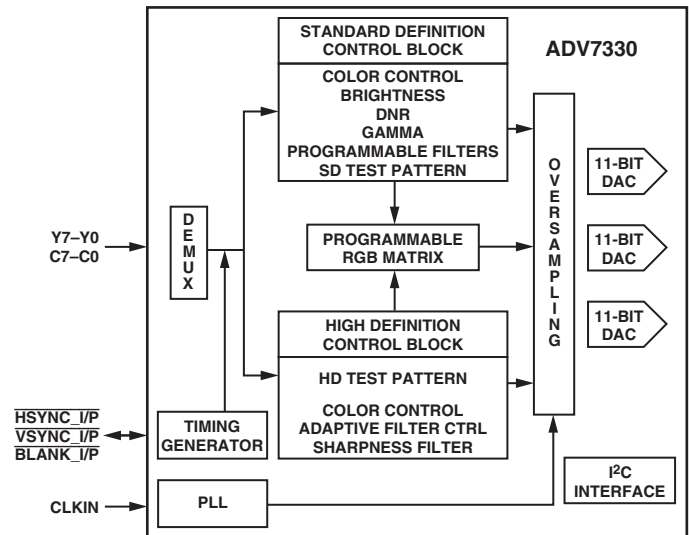 STANDARD DEFINITION
CONTROL BLOCK
ADV7330
COLOR CONTROL
BRIGHTNESS
DNR
GAMMA
PROGRAMMABLE FILTERS
SD TEST PATTERN
DEMUX
Y7–Y0
C7–C0
PROGRAMMABLE
RGB MATRIX
OVERSAMPLING
11-BIT
DAC
11-BIT
DAC
11-BIT
DAC
HIGH DEFINITION
CONTROL BLOCK
HD TEST PATTERN
COLOR CONTROL
ADAPTIVE FILTER CTRL
SHARPNESS FILTER
HSYNC_I/P
VSYNC_I/P
BLANK_I/P
TIMING
GENERATOR
CLKIN
PLL
I²C
INTERFACE